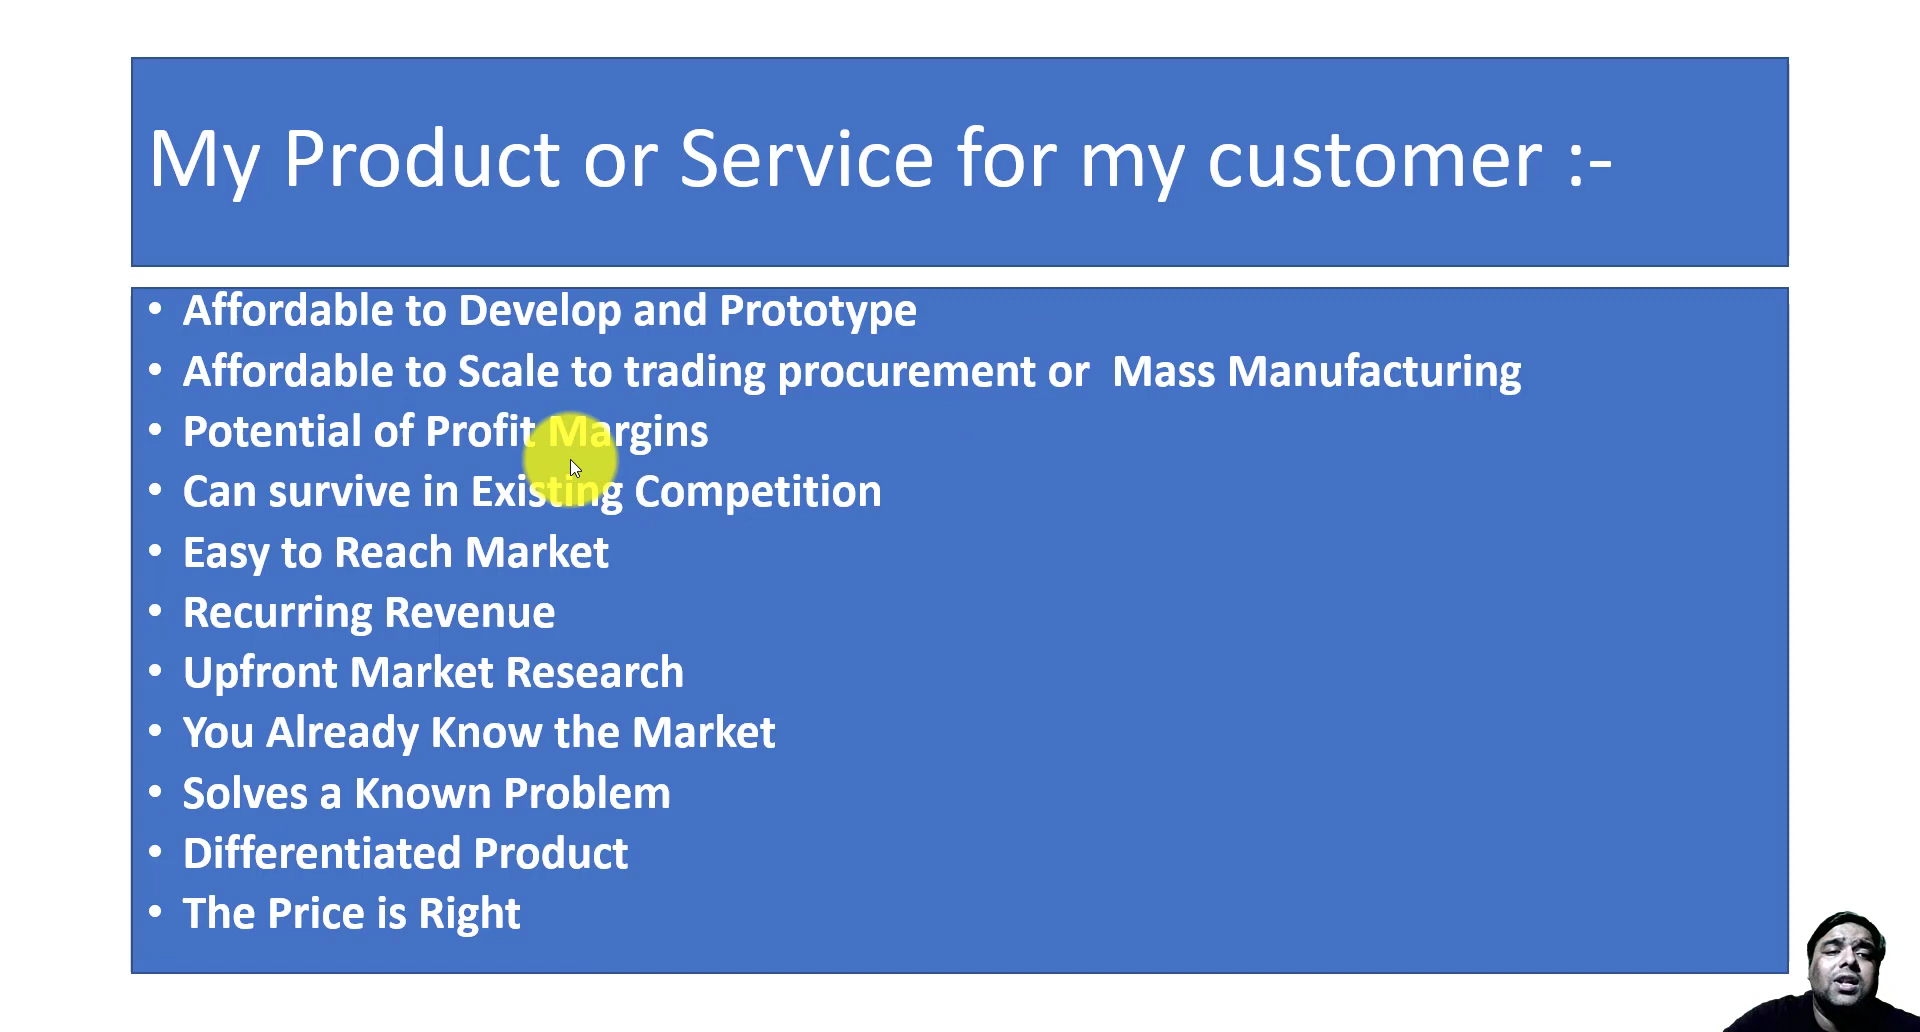 My Product or Service for my customer :-
• Affordable to Develop and Prototype
• Affordable to Scale to trading procurement or  Mass Manufacturing
• Potential of Profit Margins
• Can survive in Existing Competition
• Easy to Reach Market
• Recurring Revenue
• Upfront Market Research
• You Already Know the Market
• Solves a Known Problem
• Differentiated Product
• The Price is Right